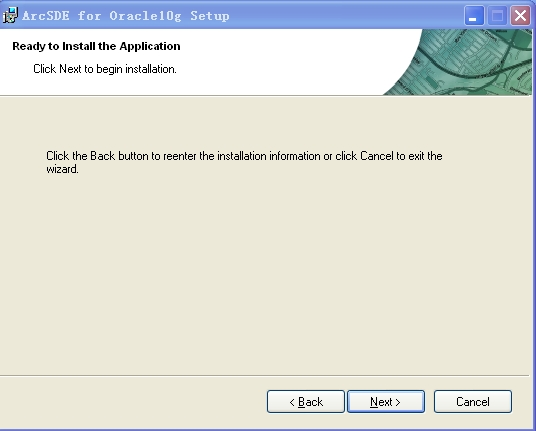 ArcSDE for Oracle10g Setup
Ready to Install the Application
Click Next to begin installation.
Click the Back button to reenter the installation information or click Cancel to exit the
wizard.
< Back
Next >
Cancel